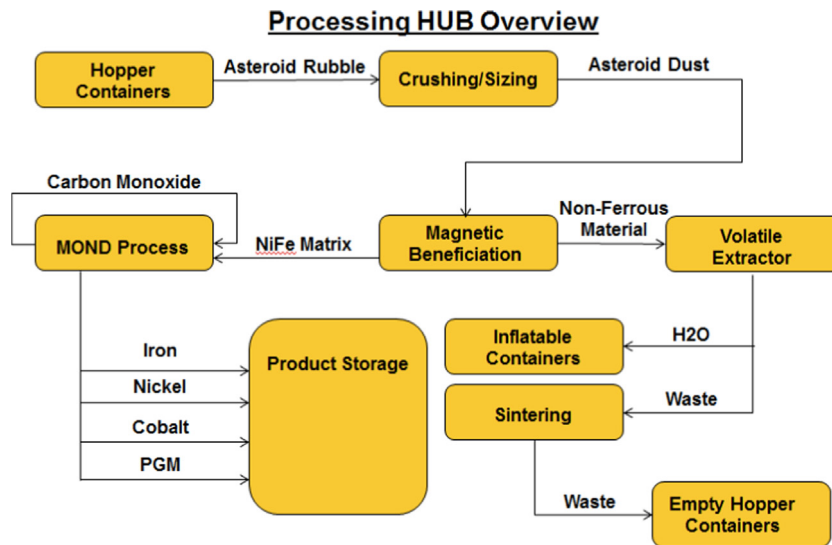 Processing HUB Overview
Hopper
Containers
Asteroid Rubble
Crushing/Sizing
Asteroid Dust
Carbon Monoxide
MOND Process
NiFe Matrix
Magnetic
Beneficiation
Non-Ferrous
Material
Volatile
Extractor
Iron
Nickel
Cobalt
PGM
Product Storage
Inflatable
Containers
H2O
Sintering
Waste
Waste
Empty Hopper
Containers